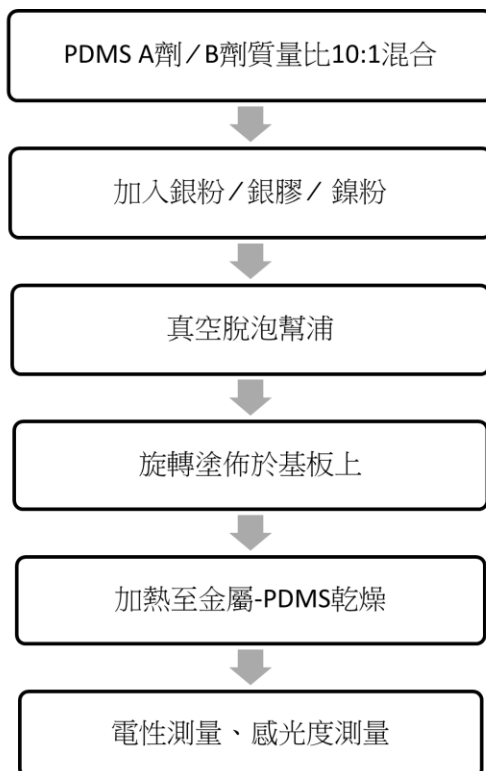 PDMS A劑／B劑質量比10:1混合
加入銀粉／銀膠／ 鎳粉
真空脫泡幫浦
旋轉塗佈於基板上
加熱至金屬-PDMS乾燥
電性測量、感光度測量